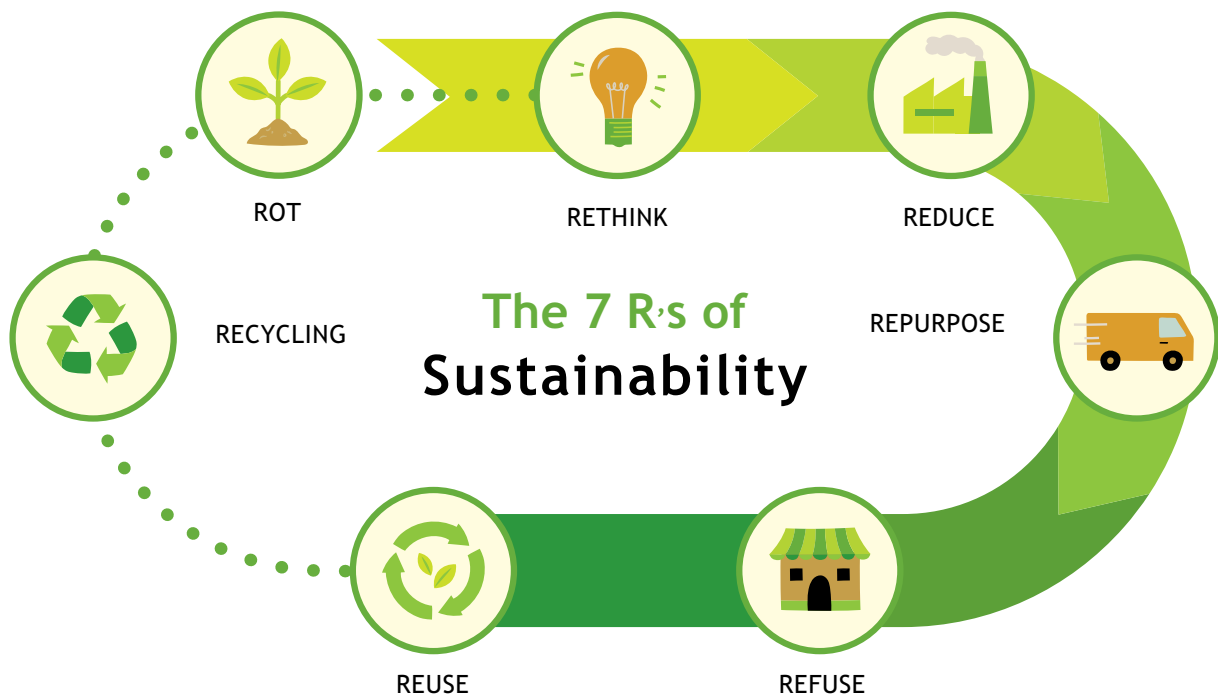 ROT
RETHINK
REDUCE
RECYCLING
The 7 R's of
Sustainability
REPURPOSE
REUSE
REFUSE